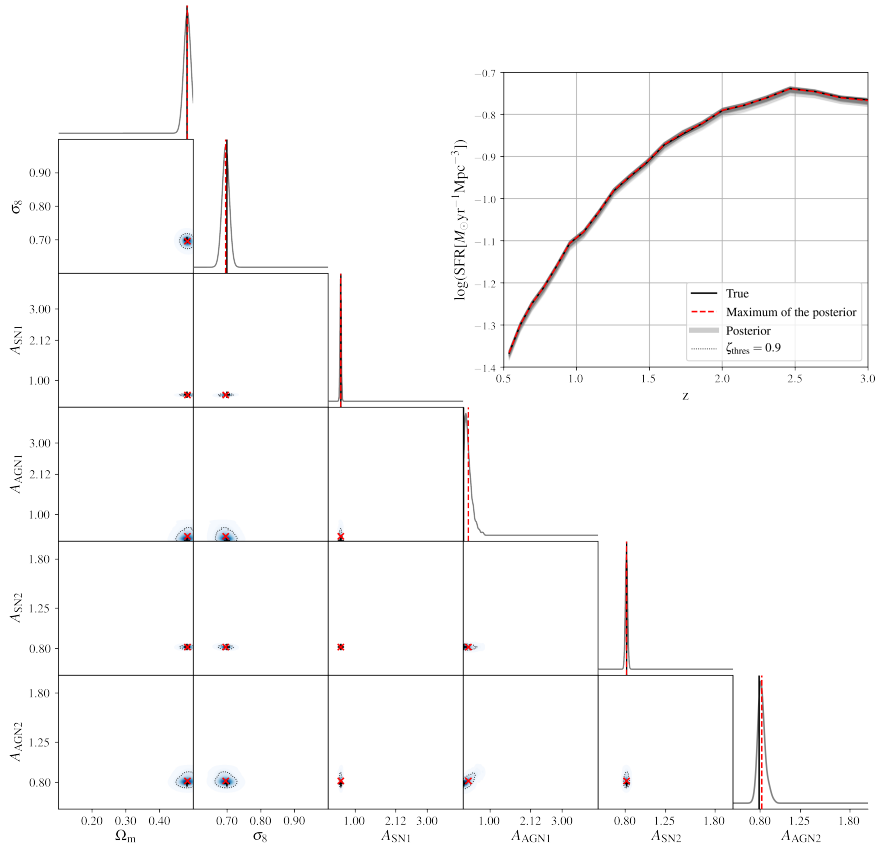 −0.7
−0.8
−0.9
−1.0
−1.1
−1.2
−1.3
−1.4
log(SFR[M⊙yr⁻¹Mpc⁻³])
0.5 1.0 1.5 2.0 2.5 3.0
z
True
Maximum of the posterior
Posterior
ζthres = 0.9
σ8
0.90
0.80
0.70
ASN1
3.00
2.12
1.00
AAGN1
3.00
2.12
1.00
ASN2
1.80
1.25
0.80
AAGN2
1.80
1.25
0.80
0.20 0.30 0.40 0.70 0.80 0.90 1.00 2.12 3.00 1.00 2.12 3.00 0.80 1.25 1.80 0.80 1.25 1.80
Ωm σ8 ASN1 AAGN1 ASN2 AAGN2